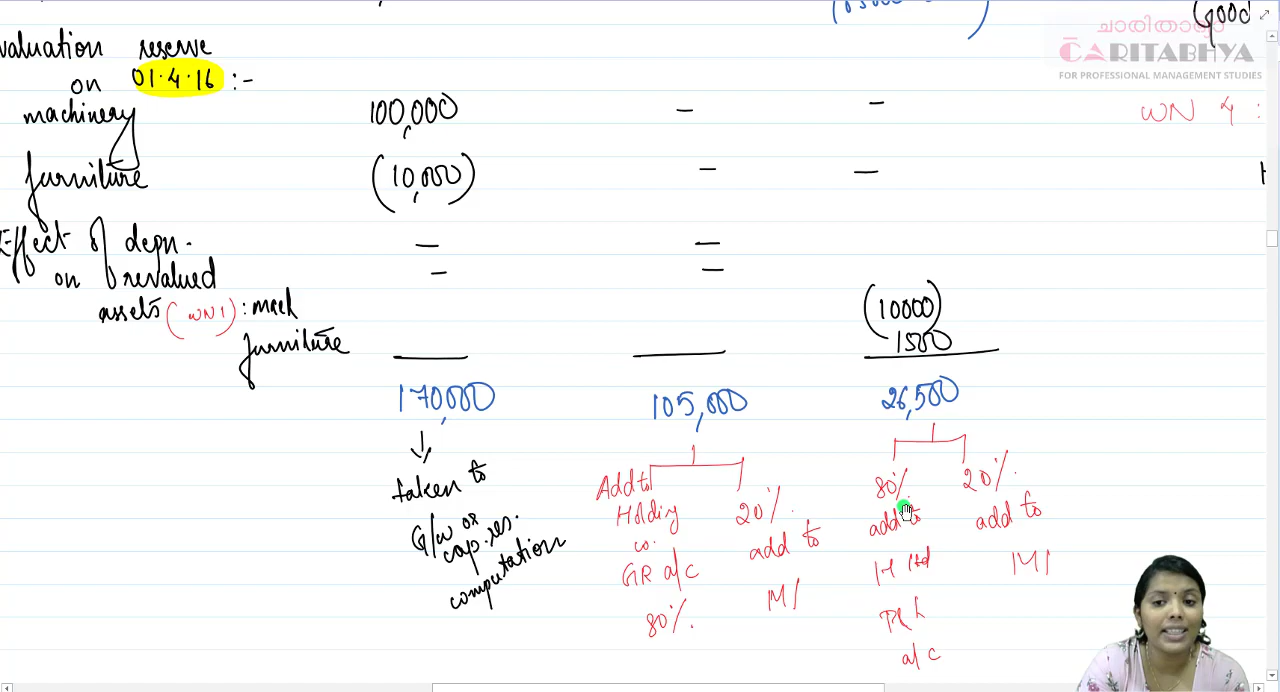 (good
ചാരിതാഭ്യാ
CĀRITABHYA
FOR PROFESSIONAL MANAGEMENT STUDIES
valuation reserve
on 01.4.16 :-
machinery 100,000 — —
WN 4 :
furniture (10,000) — —
Effect of depn. — —
on revalued — —
assets (WN1) : mach (10000)
furniture 1500
170,000 105,000 26,500
taken to
G/w or
cap. res.
computation
Add to
Holding
co.
GR a/c
80%.
20%.
add to
MI
80%.
add to
H ltd
P&L
a/c
20%.
add to
MI